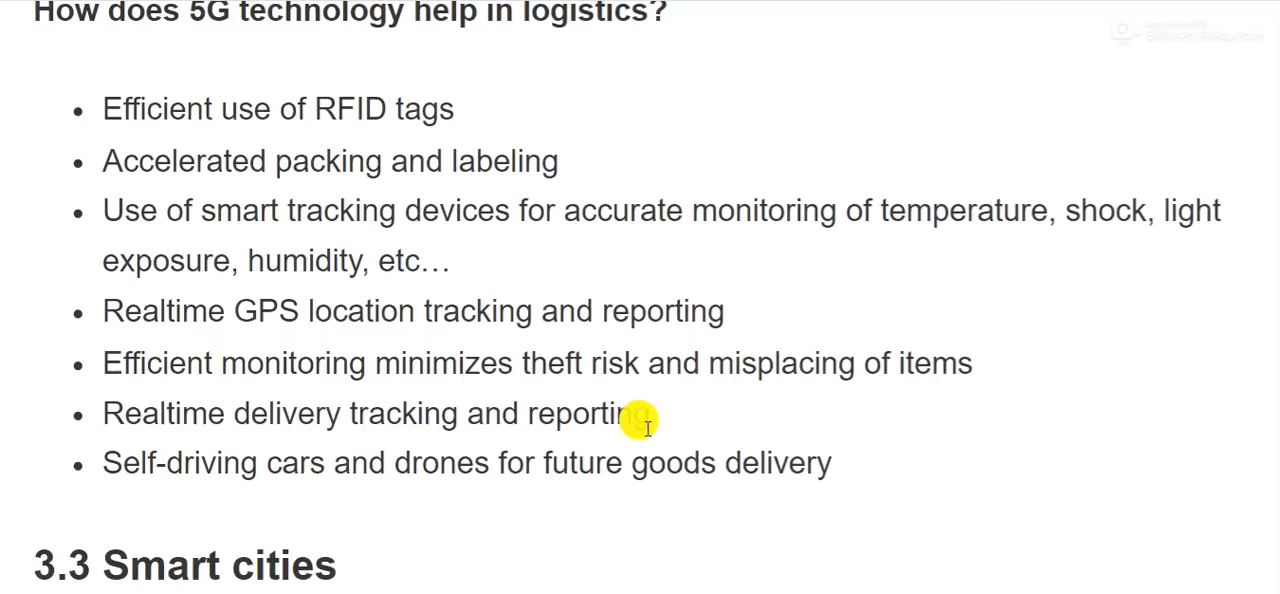 How does 5G technology help in logistics?
Screen Recorder
Efficient use of RFID tags
Accelerated packing and labeling
Use of smart tracking devices for accurate monitoring of temperature, shock, light
exposure, humidity, etc…
Realtime GPS location tracking and reporting
Efficient monitoring minimizes theft risk and misplacing of items
Realtime delivery tracking and reporting
Self-driving cars and drones for future goods delivery
3.3 Smart cities